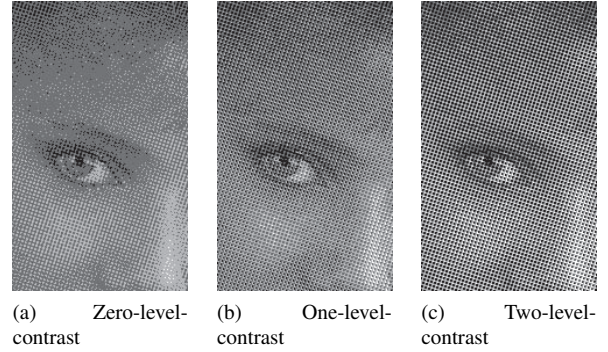 (a) Zero-level-
contrast
(b) One-level-
contrast
(c) Two-level-
contrast